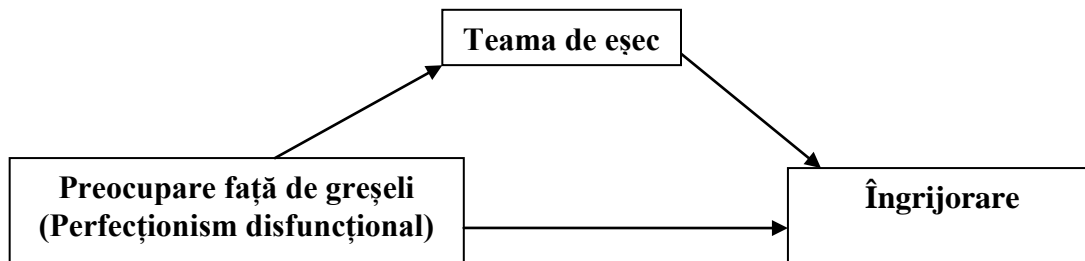 Teama de eșec
Preocupare față de greșeli
(Perfecționism disfuncțional)
Îngrijorare